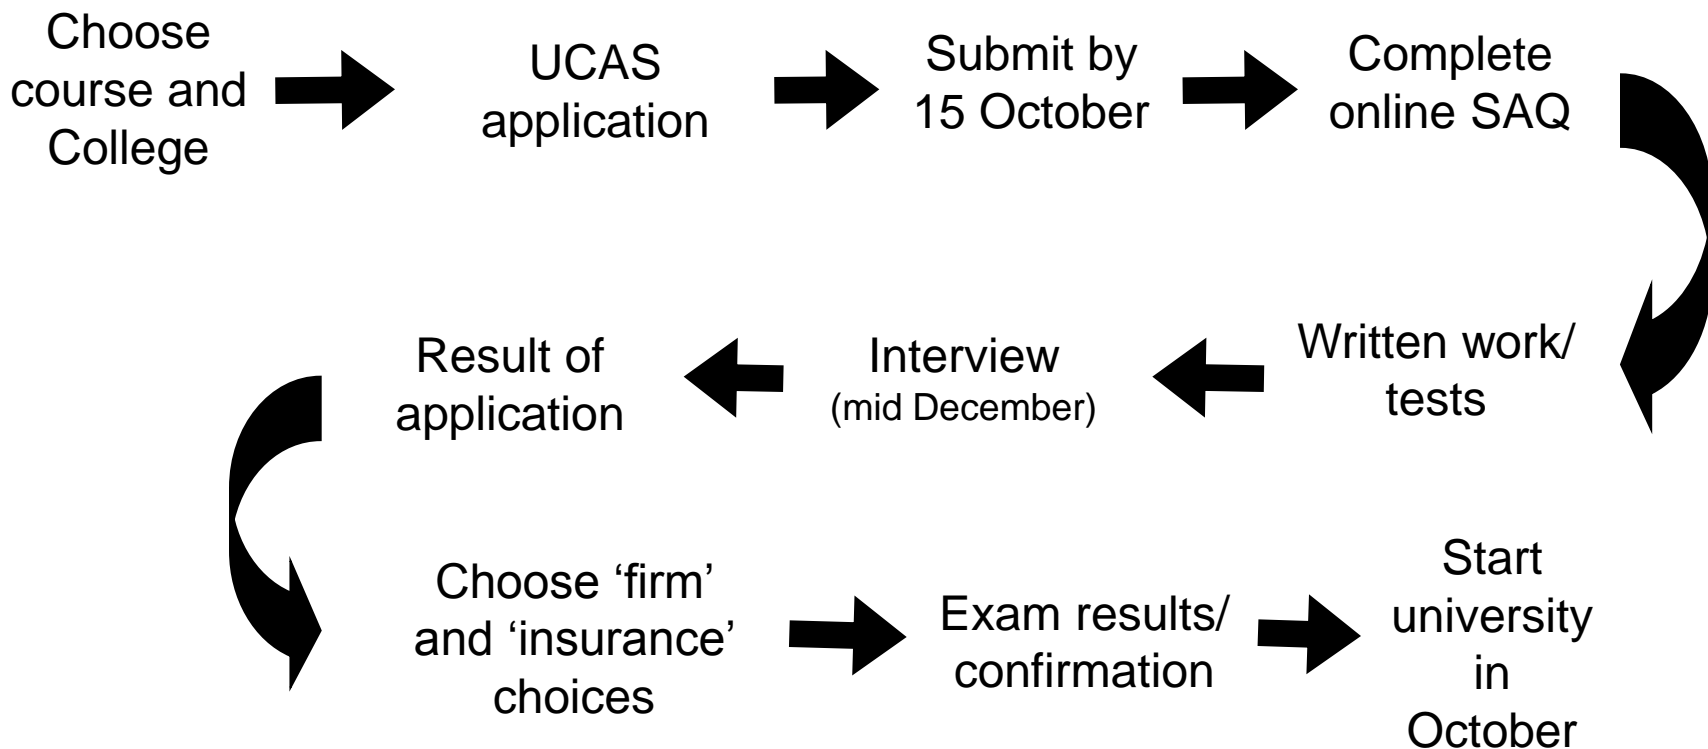 Choose
course and
College
UCAS
application
Submit by
15 October
Complete
online SAQ
Written work/
tests
Interview
(mid December)
Result of
application
Choose ‘firm’
and ‘insurance’
choices
Exam results/
confirmation
Start
university
in
October